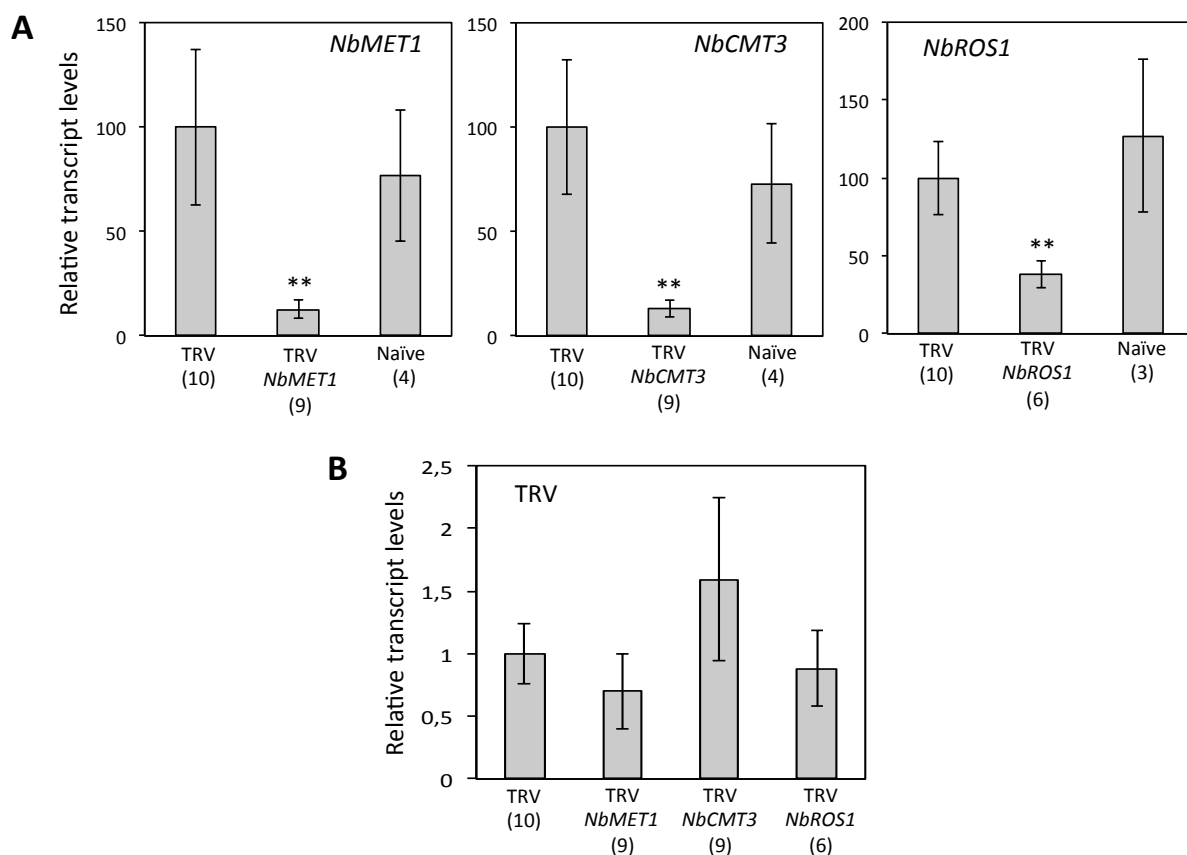 A
Relative transcript levels
150
100
50
0
NbMET1
**
TRV
(10)
TRV
NbMET1
(9)
Naïve
(4)
150
100
50
0
NbCMT3
**
TRV
(10)
TRV
NbCMT3
(9)
Naïve
(4)
200
150
100
50
0
NbROS1
**
TRV
(10)
TRV
NbROS1
(6)
Naïve
(3)
B
Relative transcript levels
2,5
2
1,5
1
0,5
0
TRV
TRV
(10)
TRV
NbMET1
(9)
TRV
NbCMT3
(9)
TRV
NbROS1
(6)